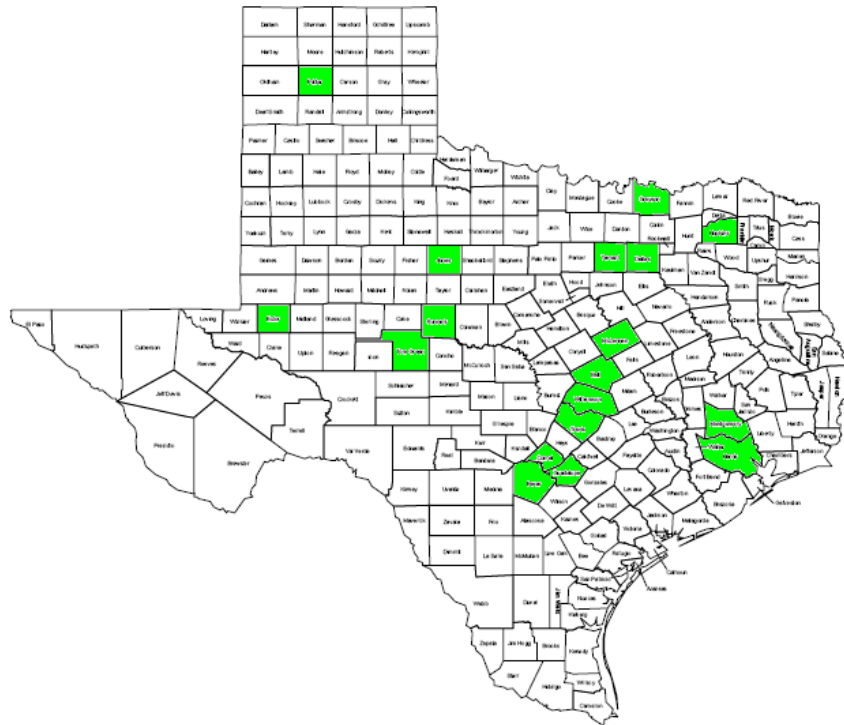 Dallam Sherman Hansford Ochiltree Lipscomb
Hartley Moore Hutchinson Roberts Hemphill
Oldham Potter Carson Gray Wheeler
Deaf Smith Randall Armstrong Donley Collingsworth
Parmer Castro Swisher Briscoe Hall Childress
Hardeman
Bailey Lamb Hale Floyd Motley Cottle Foard Wilbarger Wichita
Clay Montague Cooke Grayson Fannin Lamar Red River
Cochran Hockley Lubbock Crosby Dickens King Knox Baylor Archer
Delta Bowie
Yoakum Terry Lynn Garza Kent Stonewall Haskell Throckmorton Young Jack Wise Denton Collin Hunt Hopkins Franklin Titus Cass
Rockwall
Gaines Dawson Borden Scurry Fisher Jones Shackelford Stephens Palo Pinto Parker Tarrant Dallas Kaufman Rains Wood Upshur Marion
Van Zandt Gregg Harrison
Andrews Martin Howard Mitchell Nolan Taylor Callahan Eastland Erath Hood Johnson Ellis
Somervell Henderson Smith Rusk Panola
El Paso Loving Winkler Ector Midland Glasscock Sterling Coke Runnels Coleman Brown Comanche Bosque Hill Navarro
Hudspeth Culberson Reeves Ward Crane Upton Reagan Irion Tom Green Concho Mills Hamilton McLennan Limestone Freestone Anderson Cherokee Shelby
Coryell Falls Leon Houston Angelina Sabine
McCulloch San Saba Lampasas Bell Robertson Madison Trinity
Jeff Davis Pecos Crockett Schleicher Menard Mason Llano Burnet Williamson Milam Brazos Walker Polk Tyler Jasper Newton
Terrell Sutton Kimble Gillespie Blanco Travis Burleson Grimes Montgomery San Jacinto
Lee Washington Liberty Hardin
Presidio Brewster Val Verde Edwards Real Kerr Kendall Hays Bastrop Austin Waller Harris Orange
Bandera Comal Caldwell Fayette Chambers Jefferson
Kinney Uvalde Medina Bexar Guadalupe Gonzales Colorado Fort Bend
Wilson Lavaca Wharton Brazoria Galveston
Maverick Zavala Frio Atascosa Karnes De Witt Jackson Matagorda
Goliad Victoria
Dimmit La Salle McMullen Live Oak Bee Refugio Calhoun
San Patricio Aransas
Webb Duval Jim Wells Nueces
Kleberg
Zapata Jim Hogg Brooks Kenedy
Starr Hidalgo Willacy
Cameron